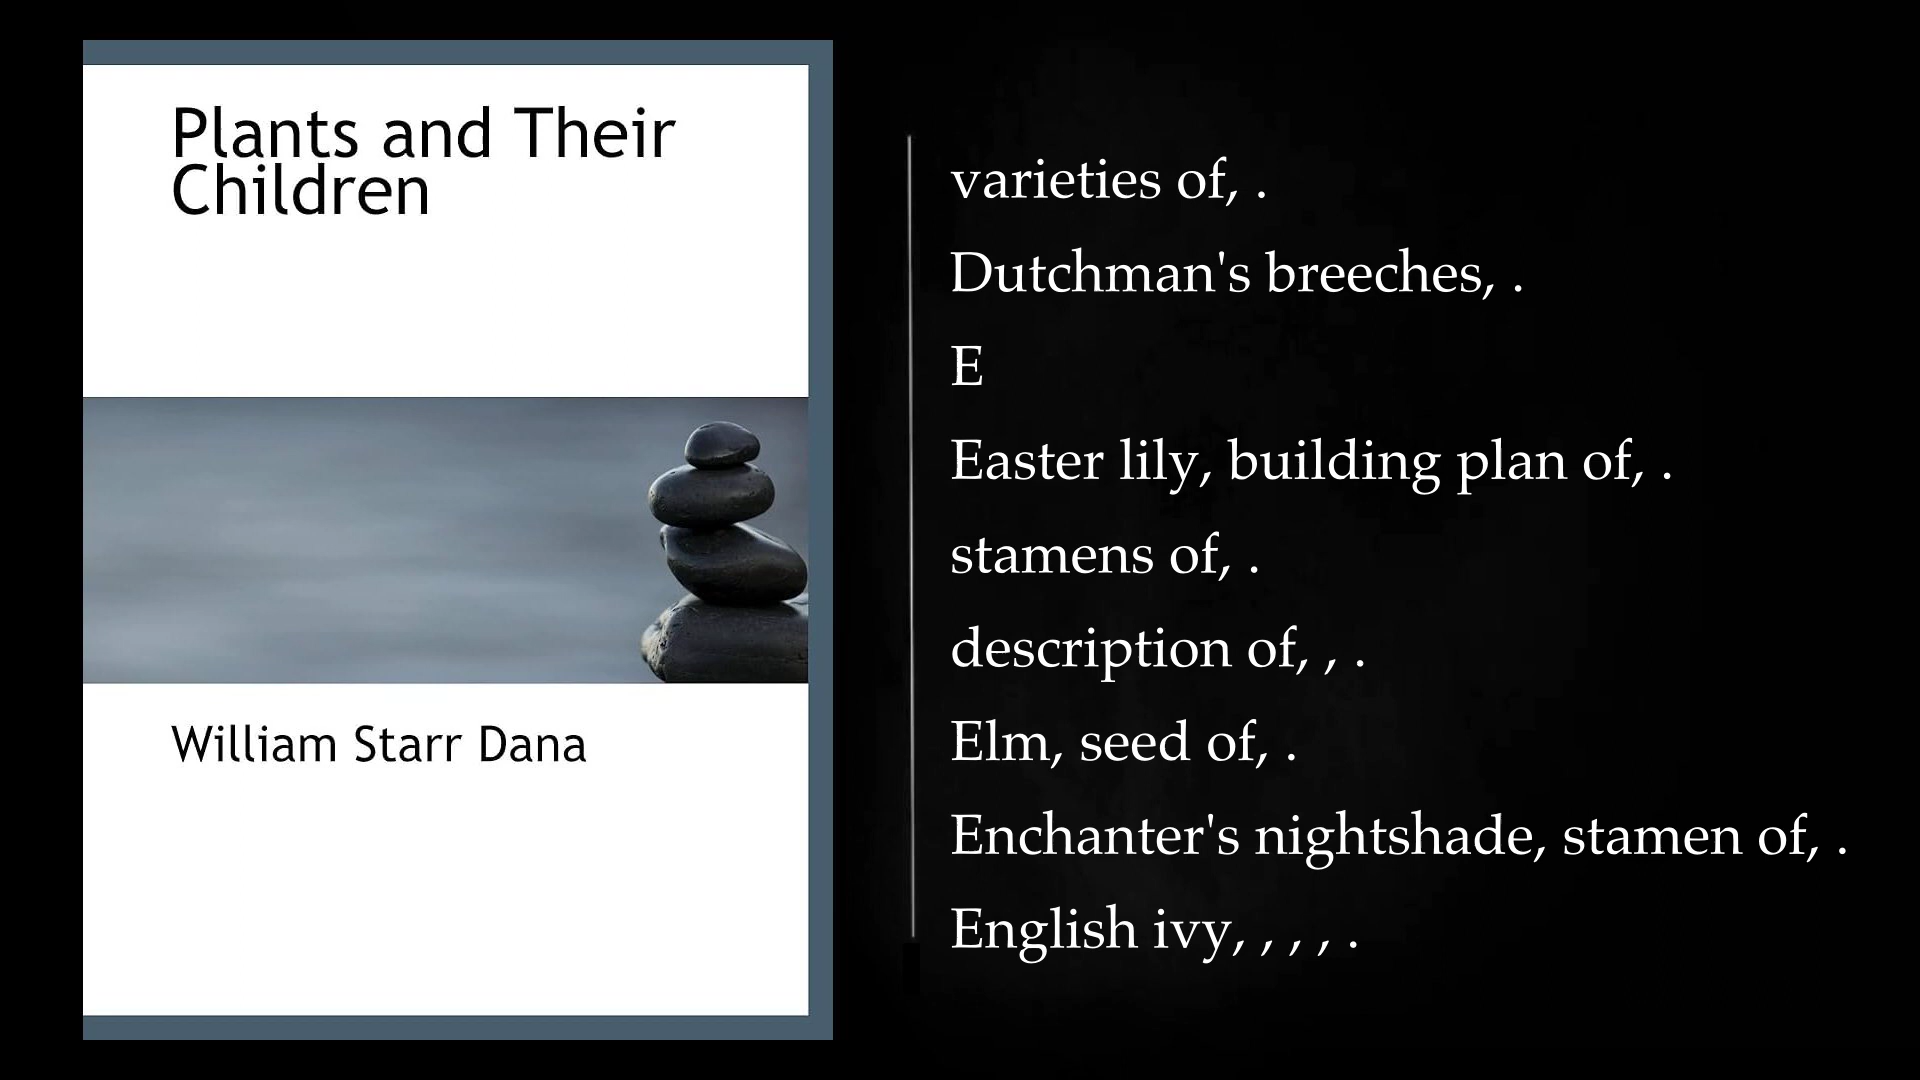 Plants and Their
Children
William Starr Dana
varieties of, .
Dutchman's breeches, .
E
Easter lily, building plan of, .
stamens of, .
description of, , .
Elm, seed of, .
Enchanter's nightshade, stamen of, .
English ivy, , , , .